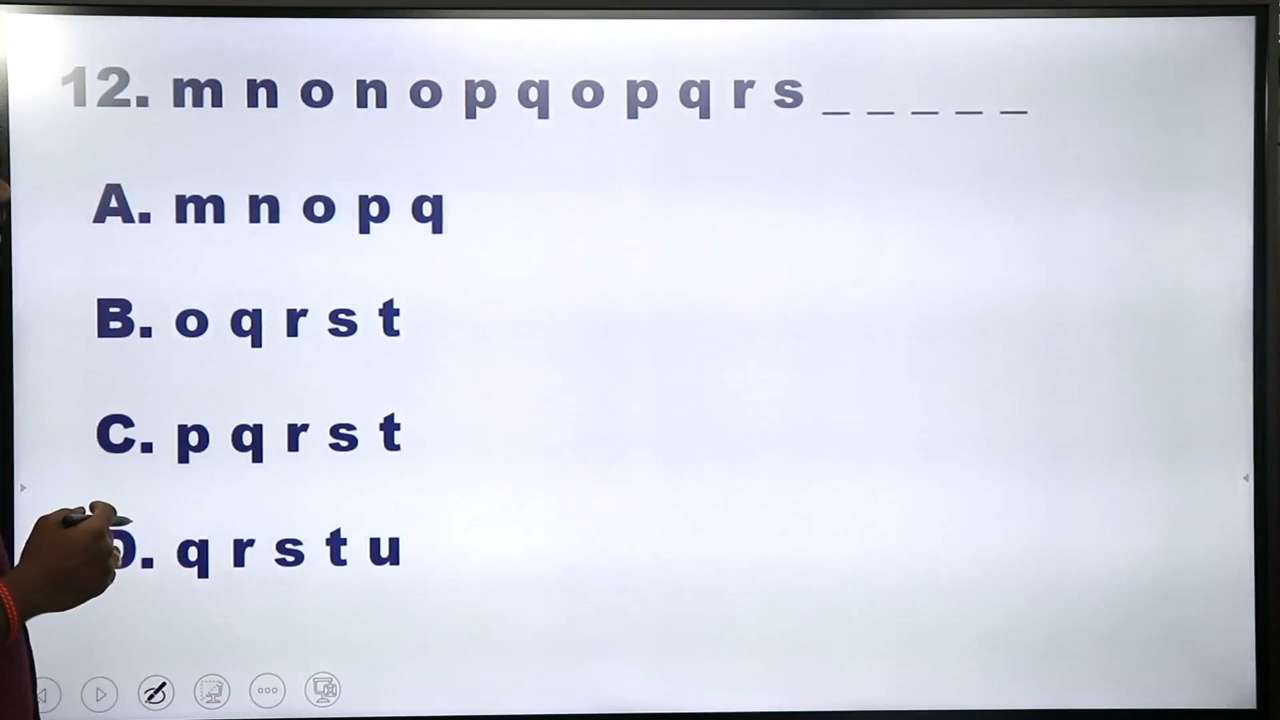 12. m n o n o p q o p q r s _ _ _ _ _
A. m n o p q
B. o q r s t
C. p q r s t
D. q r s t u